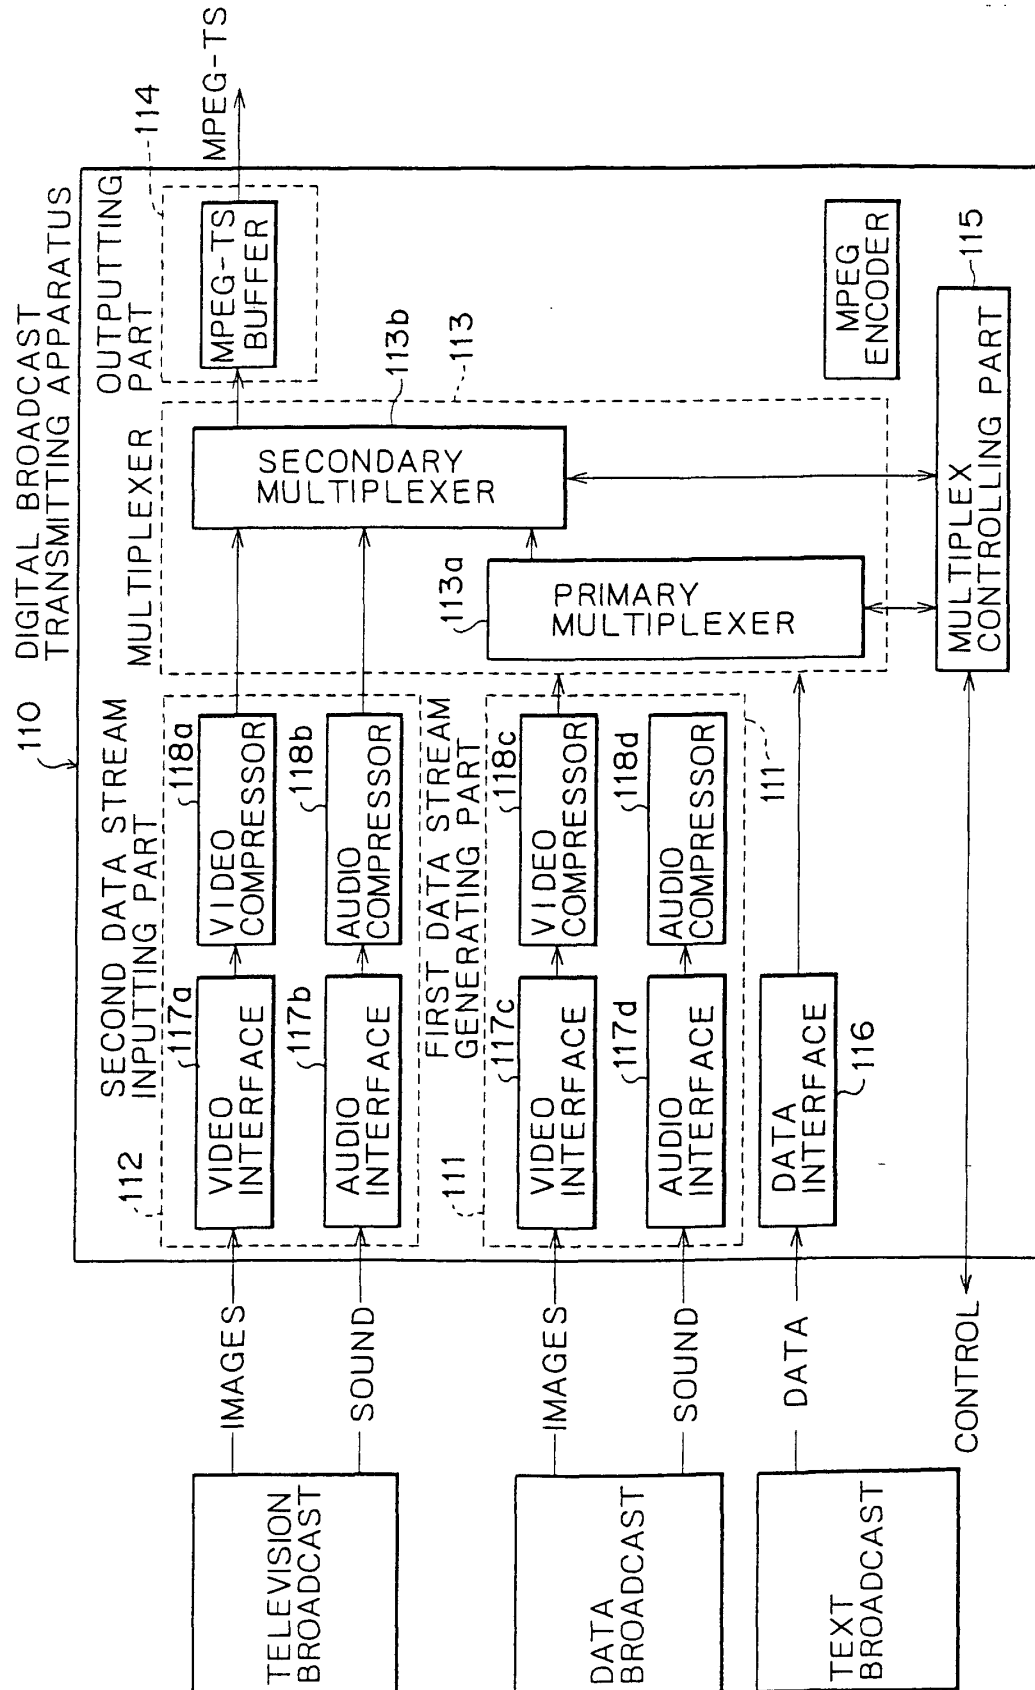 110
DIGITAL BROADCAST
TRANSMITTING APPARATUS
SECOND DATA STREAM
INPUTTING PART
MULTIPLEXER
OUTPUTTING
PART
114
112
117a
118a
TELEVISION
BROADCAST
IMAGES
VIDEO
INTERFACE
VIDEO
COMPRESSOR
SECONDARY
MULTIPLEXER
MPEG-TS
BUFFER
MPEG-TS
117b
118b
113b
SOUND
AUDIO
INTERFACE
AUDIO
COMPRESSOR
113
FIRST DATA STREAM
GENERATING PART
111
117c
118c
113a
DATA
BROADCAST
IMAGES
VIDEO
INTERFACE
VIDEO
COMPRESSOR
PRIMARY
MULTIPLEXER
117d
118d
SOUND
AUDIO
INTERFACE
AUDIO
COMPRESSOR
111
TEXT
BROADCAST
DATA
DATA
INTERFACE
116
MPEG
ENCODER
CONTROL
MULTIPLEX
CONTROLLING PART
115